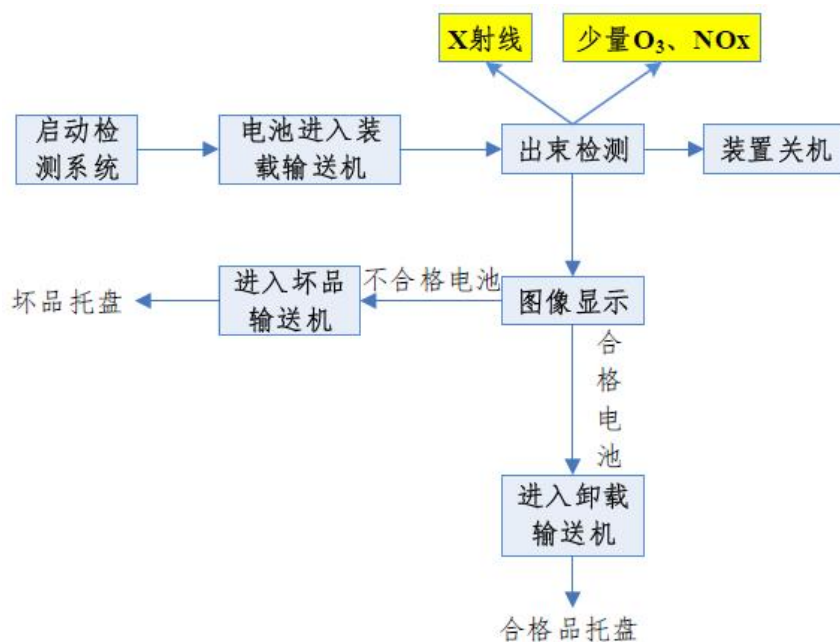 X射线
少量O₃、NOx
启动检
测系统
电池进入装
载输送机
出束检测
装置关机
坏品托盘
进入坏品
输送机
不合格电池
图像显示
合
格
电
池
进入卸载
输送机
合格品托盘